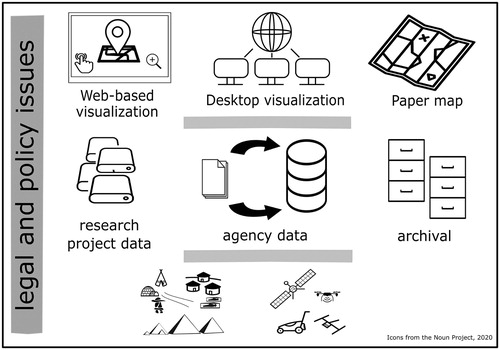 legal and policy issues
Web-based
visualization
Desktop visualization
Paper map
research
project data
agency data
archival
Icons from the Noun Project, 2020